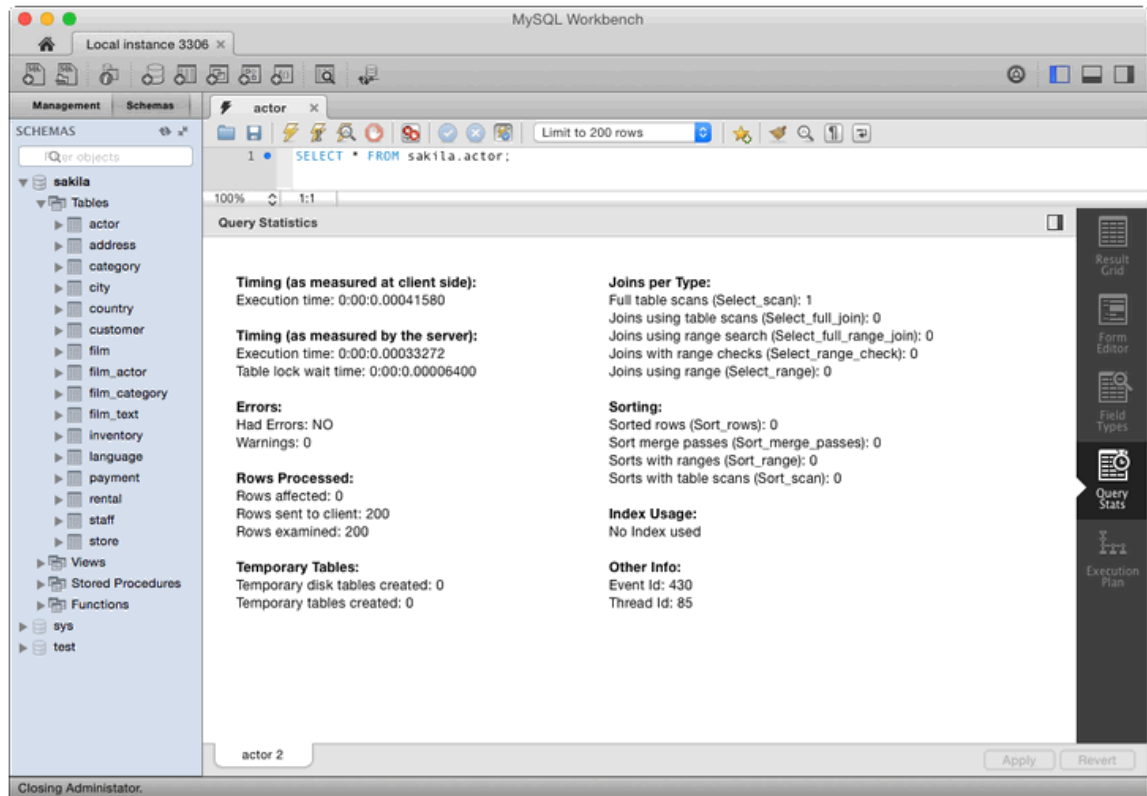 MySQL Workbench
Local instance 3306
Management Schemas
actor
SCHEMAS
Limit to 200 rows
objects
1 SELECT * FROM sakila.actor;
sakila
100% 1:1
Tables
actor
address
category
city
country
customer
film
film_actor
film_category
film_text
inventory
language
payment
rental
staff
store
Views
Stored Procedures
Functions
sys
test
Query Statistics
Timing (as measured at client side):
Execution time: 0:00:0.00041580
Timing (as measured by the server):
Execution time: 0:00:0.00033272
Table lock wait time: 0:00:0.00006400
Errors:
Had Errors: NO
Warnings: 0
Rows Processed:
Rows affected: 0
Rows sent to client: 200
Rows examined: 200
Temporary Tables:
Temporary disk tables created: 0
Temporary tables created: 0
Joins per Type:
Full table scans (Select_scan): 1
Joins using table scans (Select_full_join): 0
Joins using range search (Select_full_range_join): 0
Joins with range checks (Select_range_check): 0
Joins using range (Select_range): 0
Sorting:
Sorted rows (Sort_rows): 0
Sort merge passes (Sort_merge_passes): 0
Sorts with ranges (Sort_range): 0
Sorts with table scans (Sort_scan): 0
Index Usage:
No Index used
Other Info:
Event Id: 430
Thread Id: 85
Result
Grid
Form
Editor
Field
Types
Query
Stats
Execution
Plan
actor 2
Apply Revert
Closing Administator.